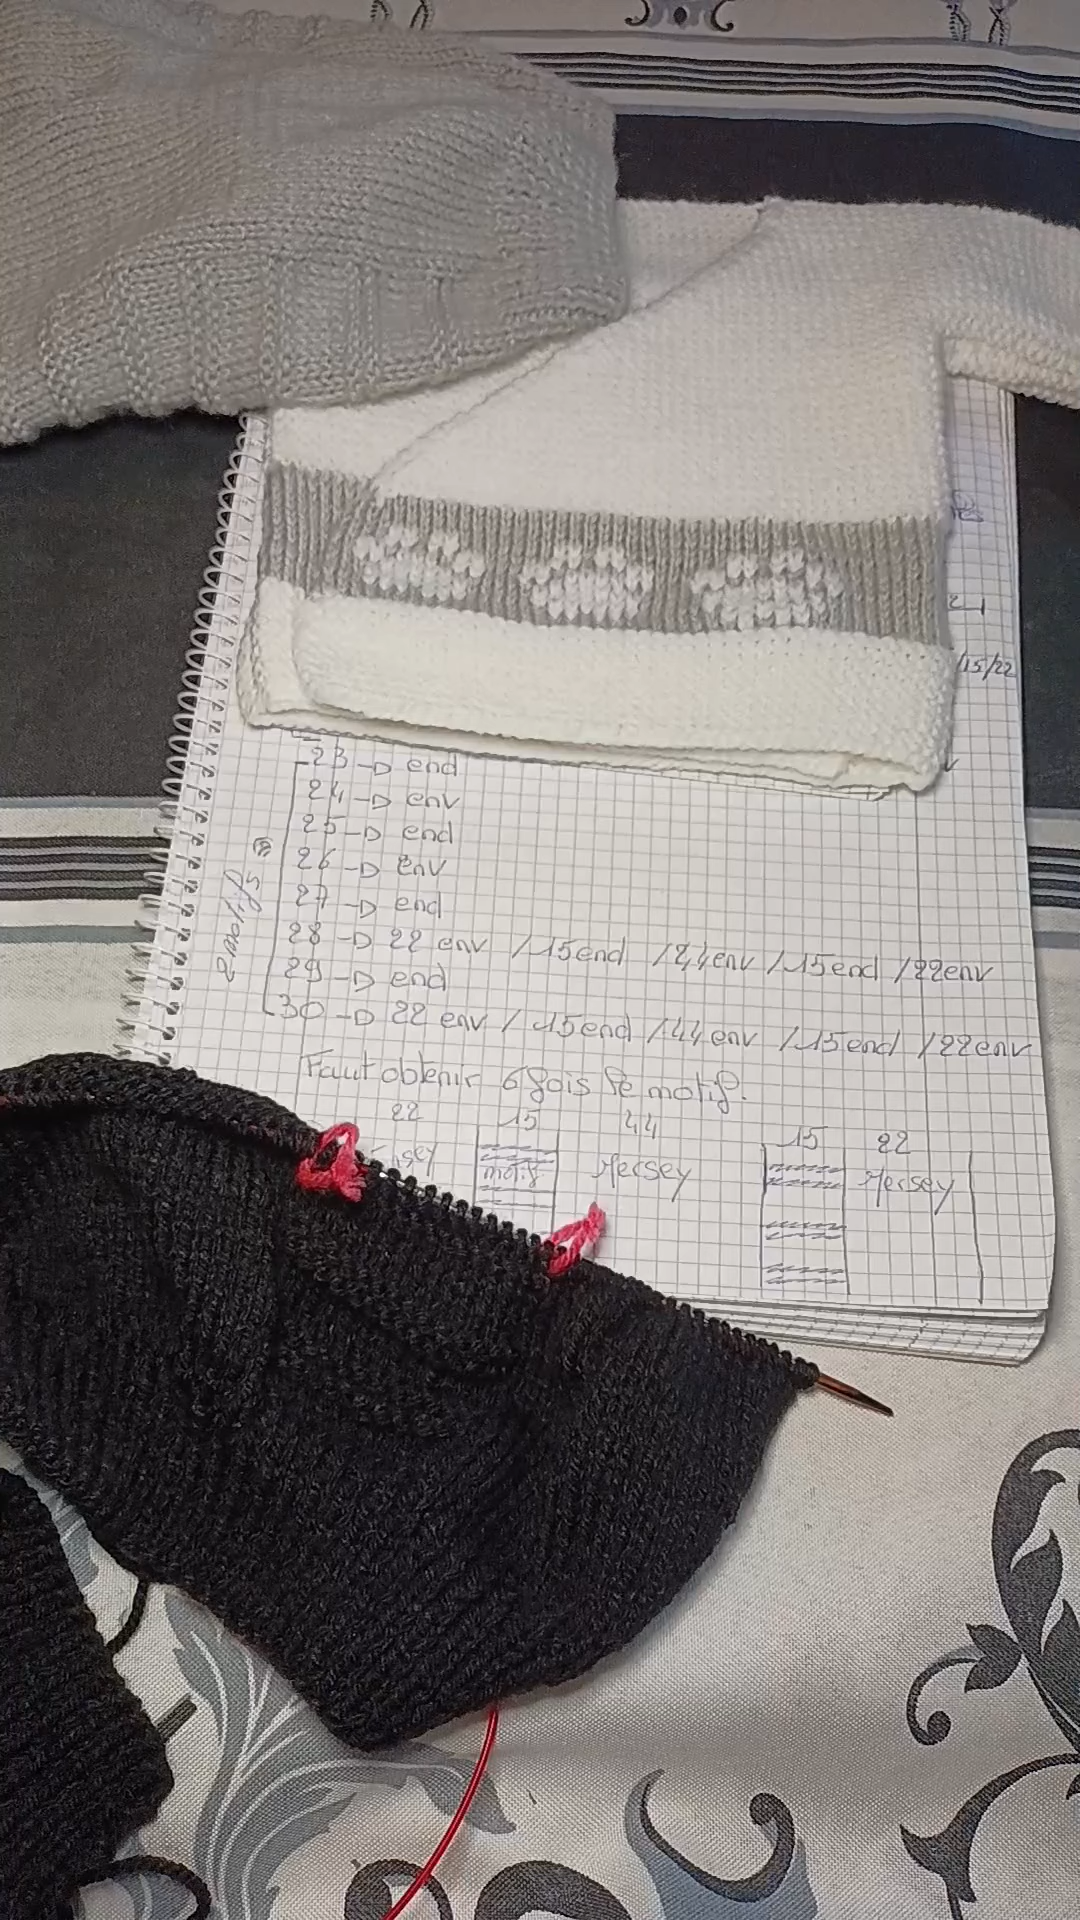 /15/22
23 → end
24 → env
25 → end
26 → env
27 → end
28 → 22 env / 15 end / 44 env / 15 end / 22 env
29 → end
30 → 22 env / 15 end / 44 env / 15 end / 22 env
2 motifs
Faut obtenir 6 fois le motif.
22 15 44 15 22
motif Jersey Jersey